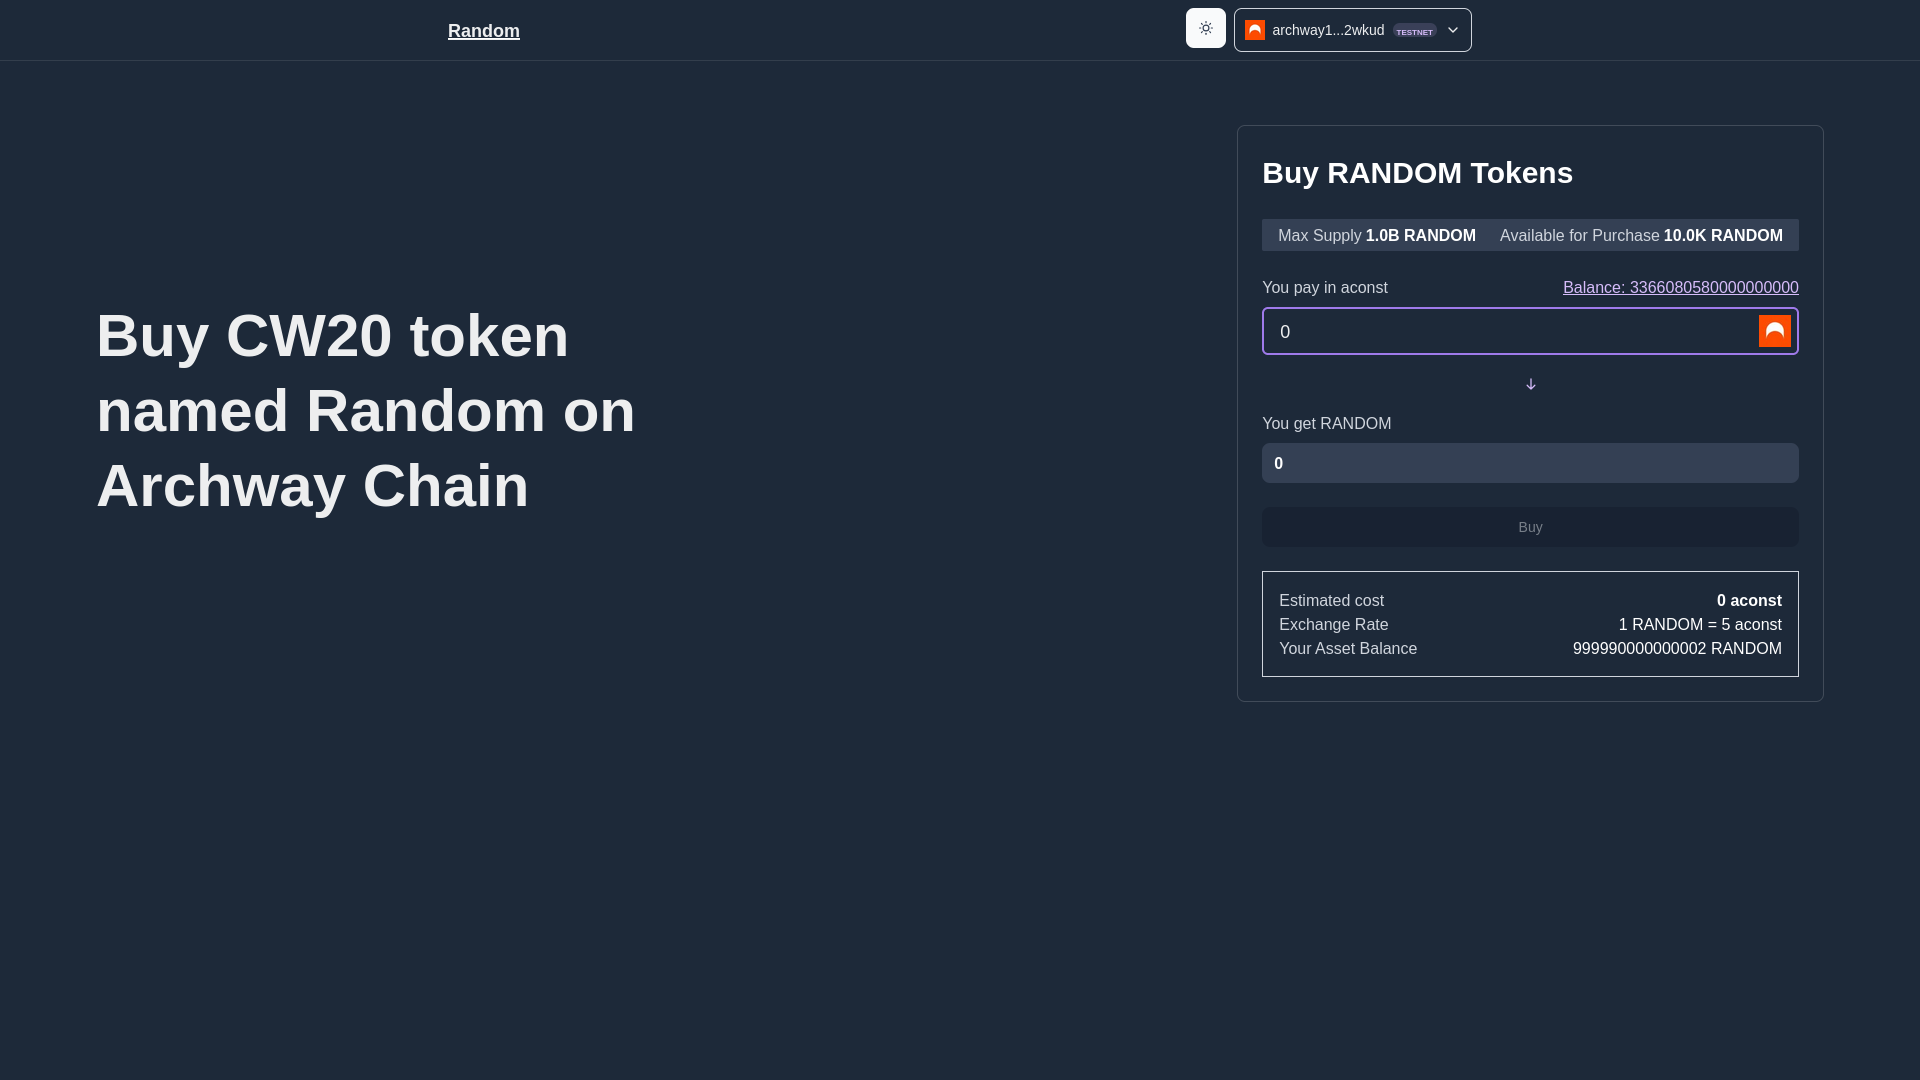 Random
archway1...2wkud TESTNET
Buy CW20 token
named Random on
Archway Chain
Buy RANDOM Tokens
Max Supply 1.0B RANDOM Available for Purchase 10.0K RANDOM
You pay in aconst Balance: 3366080580000000000
0
You get RANDOM
0
Buy
Estimated cost 0 aconst
Exchange Rate 1 RANDOM = 5 aconst
Your Asset Balance 999990000000002 RANDOM